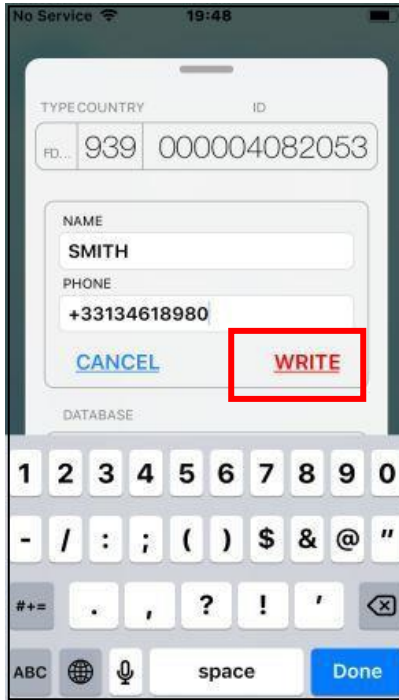 No Service 19:48
TYPE COUNTRY ID
FD... 939 000004082053
NAME
SMITH
PHONE
+33134618980
CANCEL WRITE
DATABASE
1 2 3 4 5 6 7 8 9 0
- / : ; ( ) $ & @ "
#+= . , ? ! ' 
ABC space Done